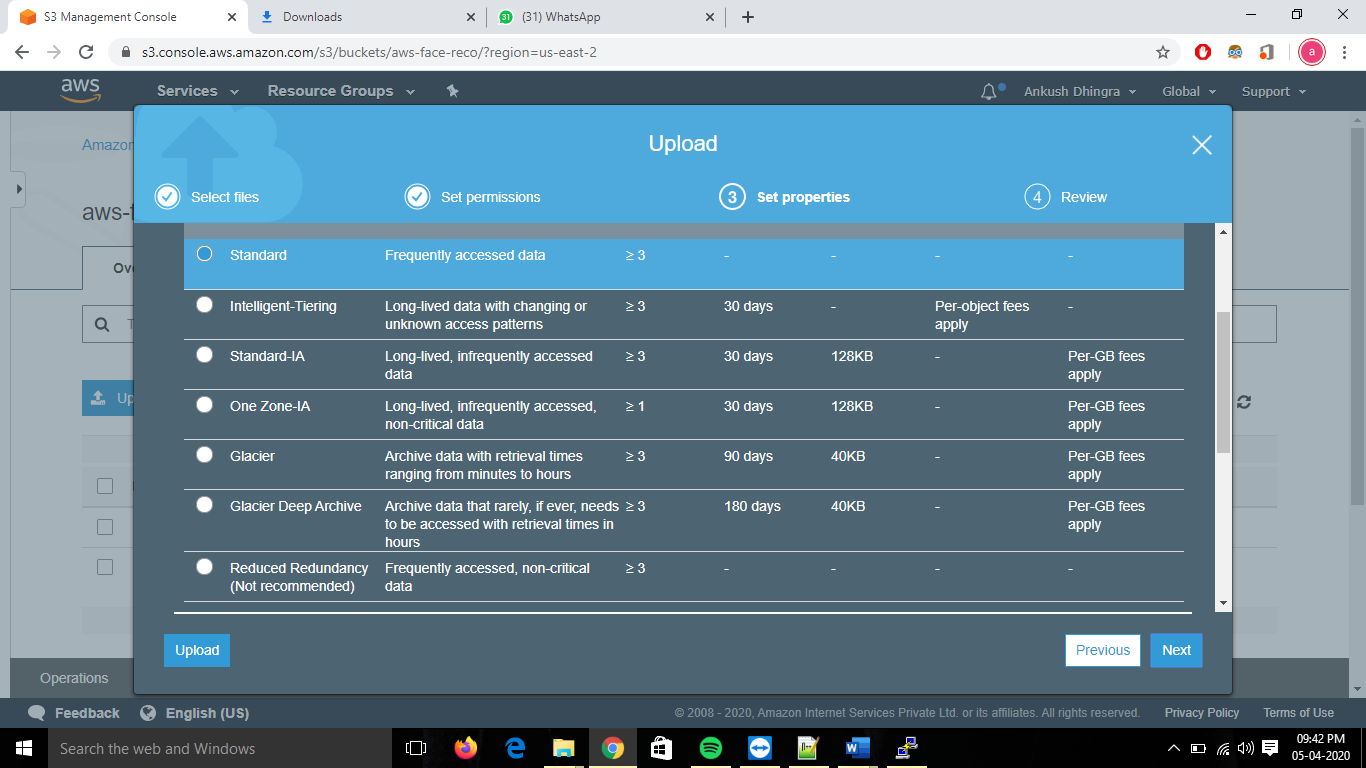 S3 Management Console
Downloads
31
(31) WhatsApp
s3.console.aws.amazon.com/s3/buckets/aws-face-reco/?region=us-east-2
a
aws
Services
Resource Groups
Ankush Dhingra
Global
Support
Amazon
aws-f
Ove
T
Up
Upload
Select files
Set permissions
3 Set properties
4 Review
Standard Frequently accessed data ≥ 3 - - - -
Intelligent-Tiering Long-lived data with changing or ≥ 3 30 days - Per-object fees -
unknown access patterns apply
Standard-IA Long-lived, infrequently accessed ≥ 3 30 days 128KB - Per-GB fees
data apply
One Zone-IA Long-lived, infrequently accessed, ≥ 1 30 days 128KB - Per-GB fees
non-critical data apply
Glacier Archive data with retrieval times ≥ 3 90 days 40KB - Per-GB fees
ranging from minutes to hours apply
Glacier Deep Archive Archive data that rarely, if ever, needs ≥ 3 180 days 40KB - Per-GB fees
to be accessed with retrieval times in apply
hours
Reduced Redundancy Frequently accessed, non-critical ≥ 3 - - - -
(Not recommended) data
Upload
Previous
Next
Operations
Feedback
English (US)
© 2008 - 2020, Amazon Internet Services Private Ltd. or its affiliates. All rights reserved.
Privacy Policy
Terms of Use
Search the web and Windows
09:42 PM
05-04-2020